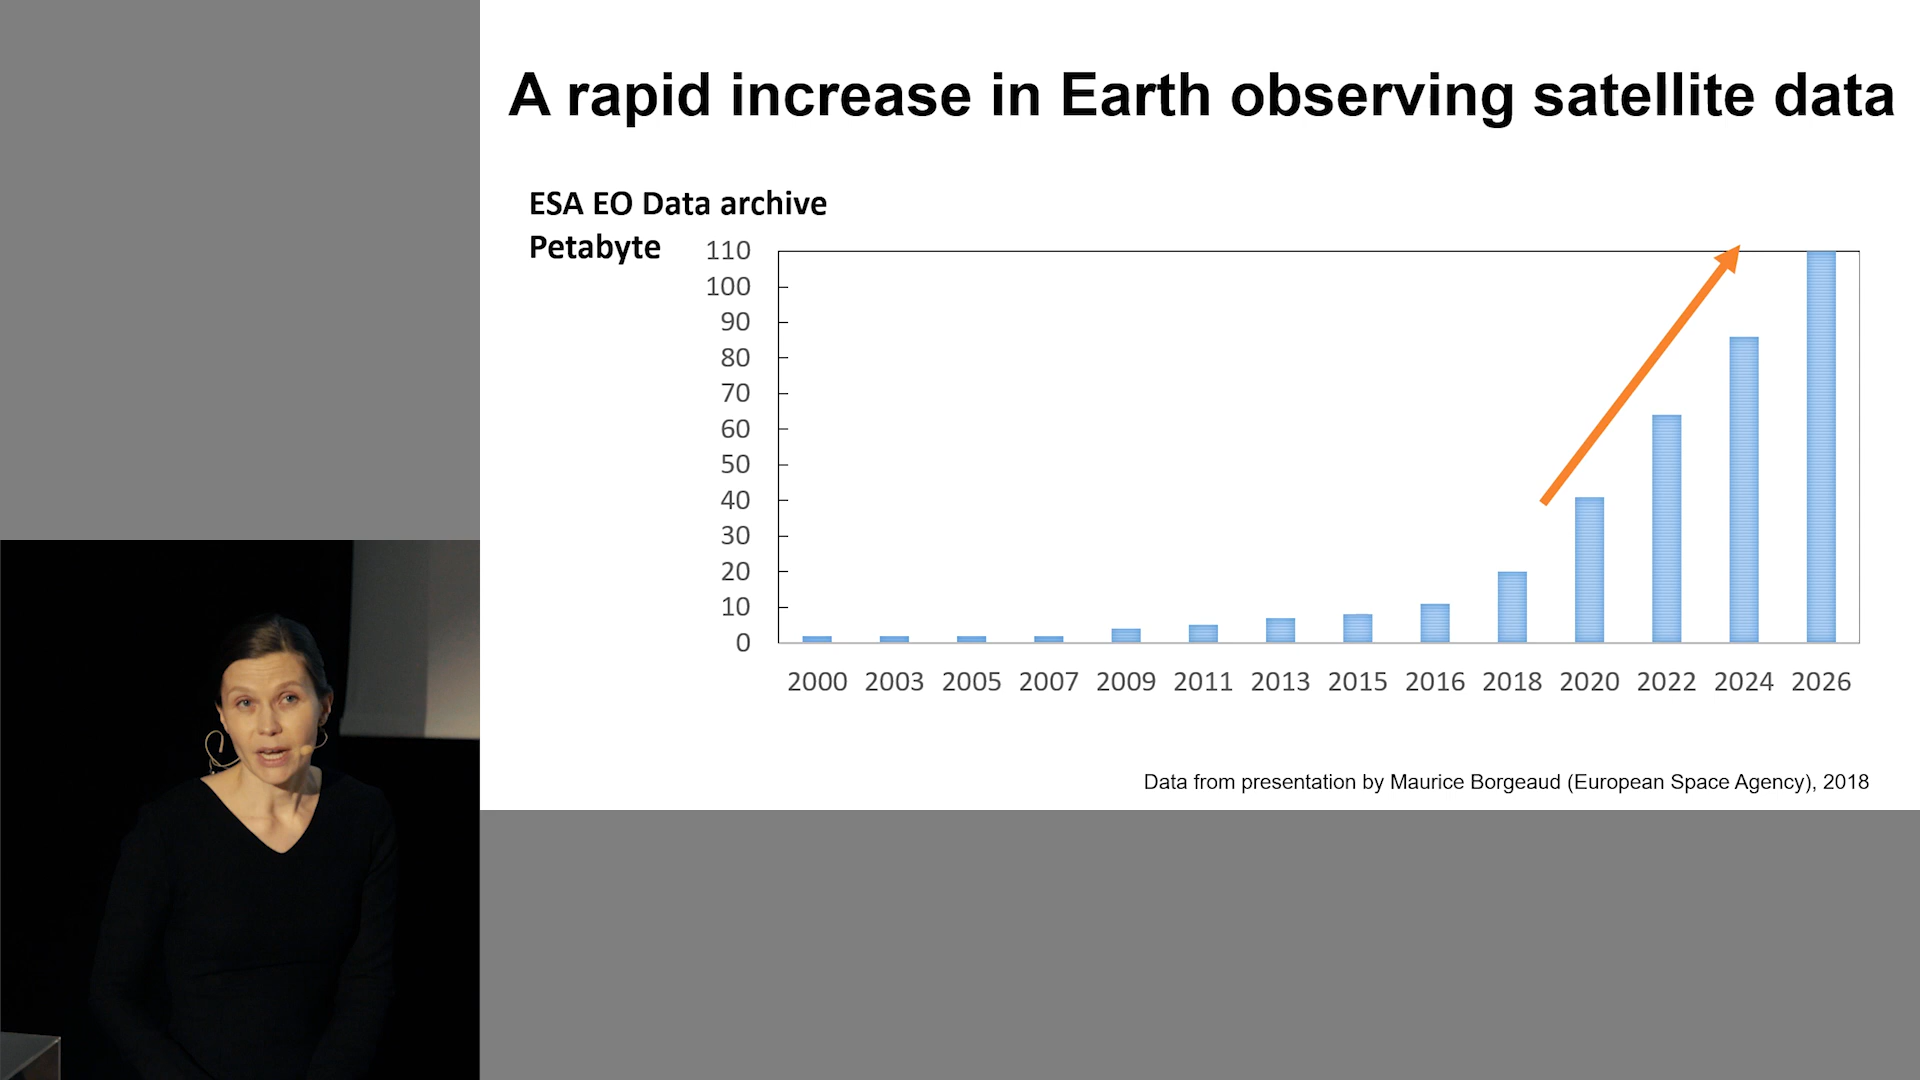 A rapid increase in Earth observing satellite data
ESA EO Data archive
Petabyte
110
100
90
80
70
60
50
40
30
20
10
0
2000 2003 2005 2007 2009 2011 2013 2015 2016 2018 2020 2022 2024 2026
Data from presentation by Maurice Borgeaud (European Space Agency), 2018